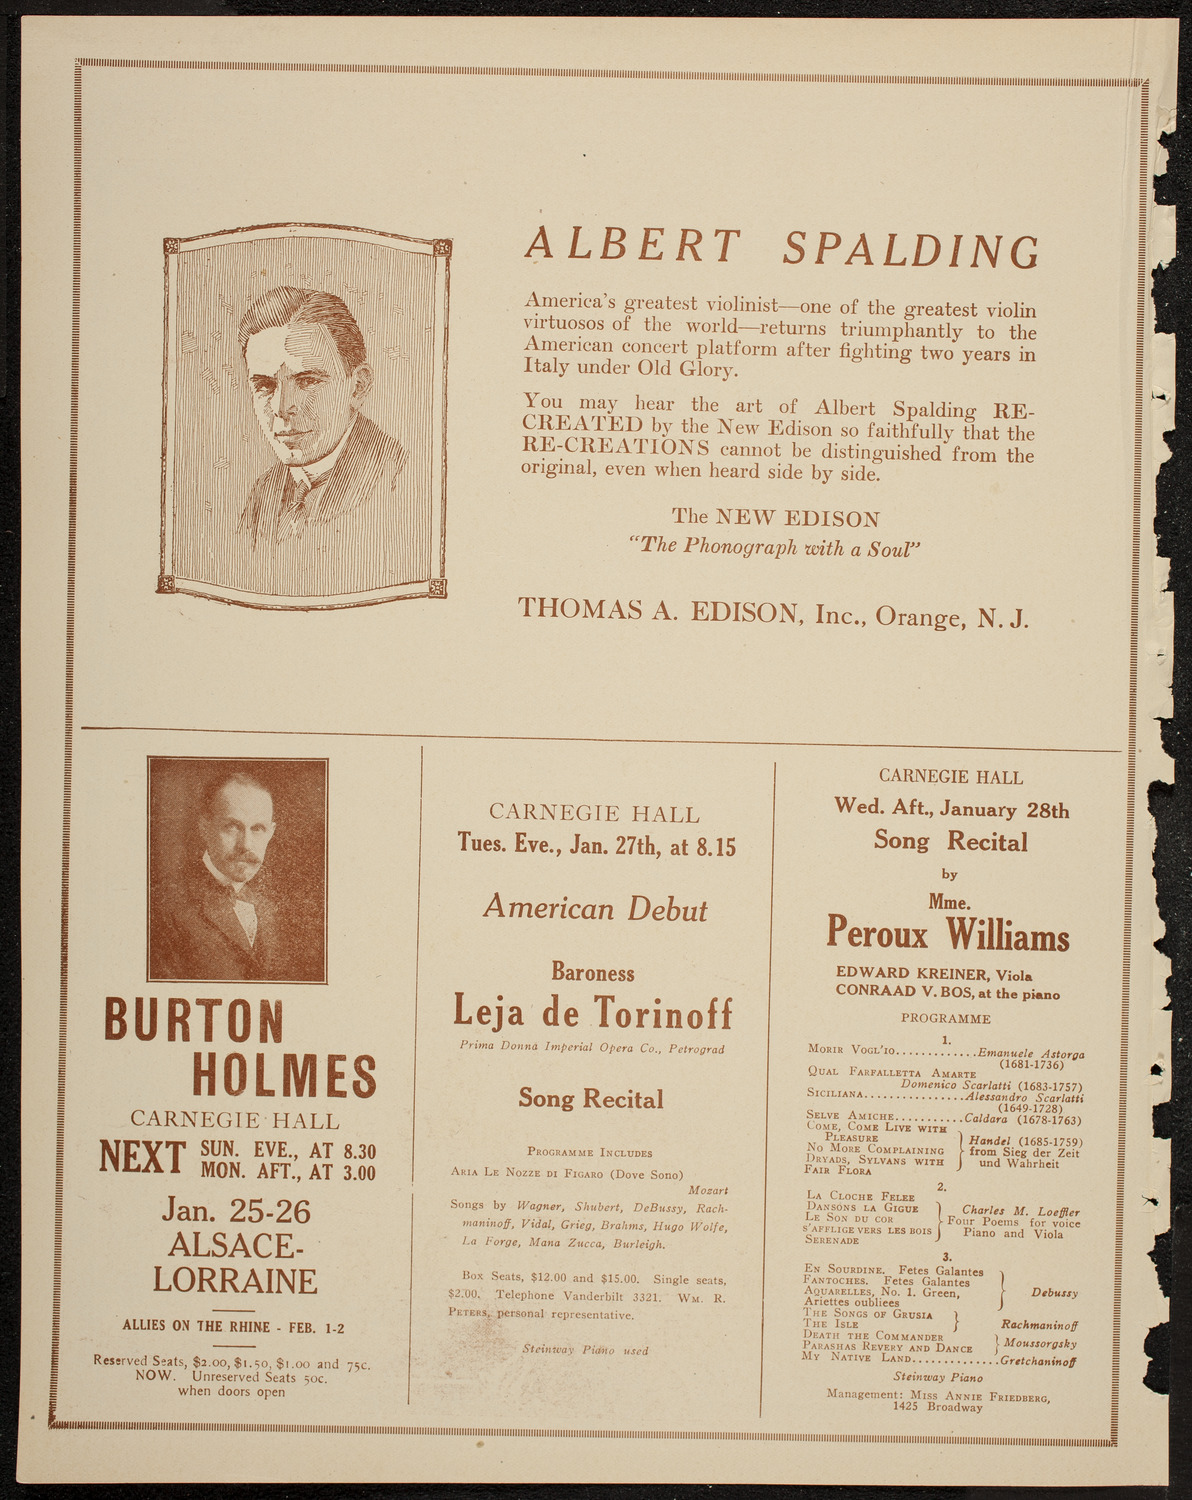 ALBERT SPALDING
America's greatest violinist—one of the greatest violin
virtuosos of the world—returns triumphantly to the
American concert platform after fighting two years in
Italy under Old Glory.
You may hear the art of Albert Spalding RE-
CREATED by the New Edison so faithfully that the
RE-CREATIONS cannot be distinguished from the
original, even when heard side by side.
The NEW EDISON
"The Phonograph with a Soul"
THOMAS A. EDISON, Inc., Orange, N. J.
BURTON
HOLMES
CARNEGIE HALL
NEXT SUN. EVE., AT 8.30
MON. AFT., AT 3.00
Jan. 25-26
ALSACE-
LORRAINE
ALLIES ON THE RHINE - FEB. 1-2
Reserved Seats, $2.00, $1.50, $1.00 and 75c.
NOW. Unreserved Seats 50c.
when doors open
CARNEGIE HALL
Tues. Eve., Jan. 27th, at 8.15
American Debut
Baroness
Leja de Torinoff
Prima Donna Imperial Opera Co., Petrograd
Song Recital
PROGRAMME INCLUDES
ARIA LE NOZZE DI FIGARO (Dove Sono)
Mozart
Songs by Wagner, Shubert, DeBussy, Rach-
maninoff, Vidal, Grieg, Brahms, Hugo Wolfe,
La Forge, Mana Zucca, Burleigh.
Box Seats, $12.00 and $15.00. Single seats,
$2.00. Telephone Vanderbilt 3321. WM. R.
PETERS, personal representative.
Steinway Piano used
CARNEGIE HALL
Wed. Aft., January 28th
Song Recital
by
Mme.
Peroux Williams
EDWARD KREINER, Viola
CONRAAD V. BOS, at the piano
PROGRAMME
1.
MORIR VOGL'IO.............Emanuele Astorga
(1681-1736)
QUAL FARFALLETTA AMARTE
Domenico Scarlatti (1683-1757)
SICILIANA................Alessandro Scarlatti
(1649-1728)
SELVE AMICHE...........Caldara (1678-1763)
COME, COME LIVE WITH
PLEASURE
NO MORE COMPLAINING
DRYADS, SYLVANS WITH
FAIR FLORA
Handel (1685-1759)
from Sieg der Zeit
und Wahrheit
2.
LA CLOCHE FELEE
DANSONS LA GIGUE
LE SON DU COR
S'AFFLIGE VERS LES BOIS
SERENADE
Charles M. Loeffler
Four Poems for voice
Piano and Viola
3.
EN SOURDINE. Fetes Galantes
FANTOCHES. Fetes Galantes
AQUARELLES, No. 1. Green,
Ariettes oubliees
Debussy
THE SONGS OF GRUSIA
THE ISLE
Rachmaninoff
DEATH THE COMMANDER
PARASHAS REVERY AND DANCE
Moussorgsky
MY NATIVE LAND..............Gretchaninoff
Steinway Piano
Management: MISS ANNIE FRIEDBERG,
1425 Broadway